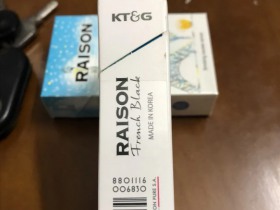 KT&G
RAISON
RAISON
French Black
MADE IN KOREA
8801116
006830